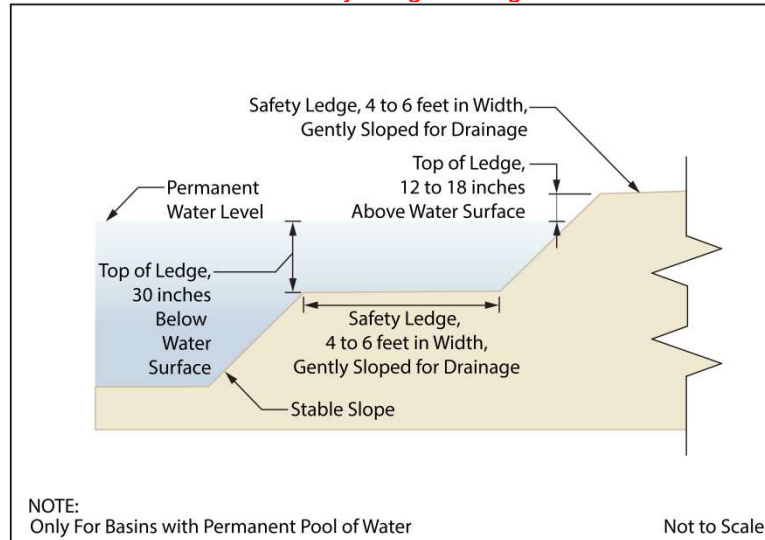 Safety Ledge, 4 to 6 feet in Width,
Gently Sloped for Drainage
Top of Ledge,
12 to 18 inches
Above Water Surface
Permanent
Water Level
Top of Ledge,
30 inches
Below
Water
Surface
Safety Ledge,
4 to 6 feet in Width,
Gently Sloped for Drainage
Stable Slope
NOTE:
Only For Basins with Permanent Pool of Water
Not to Scale